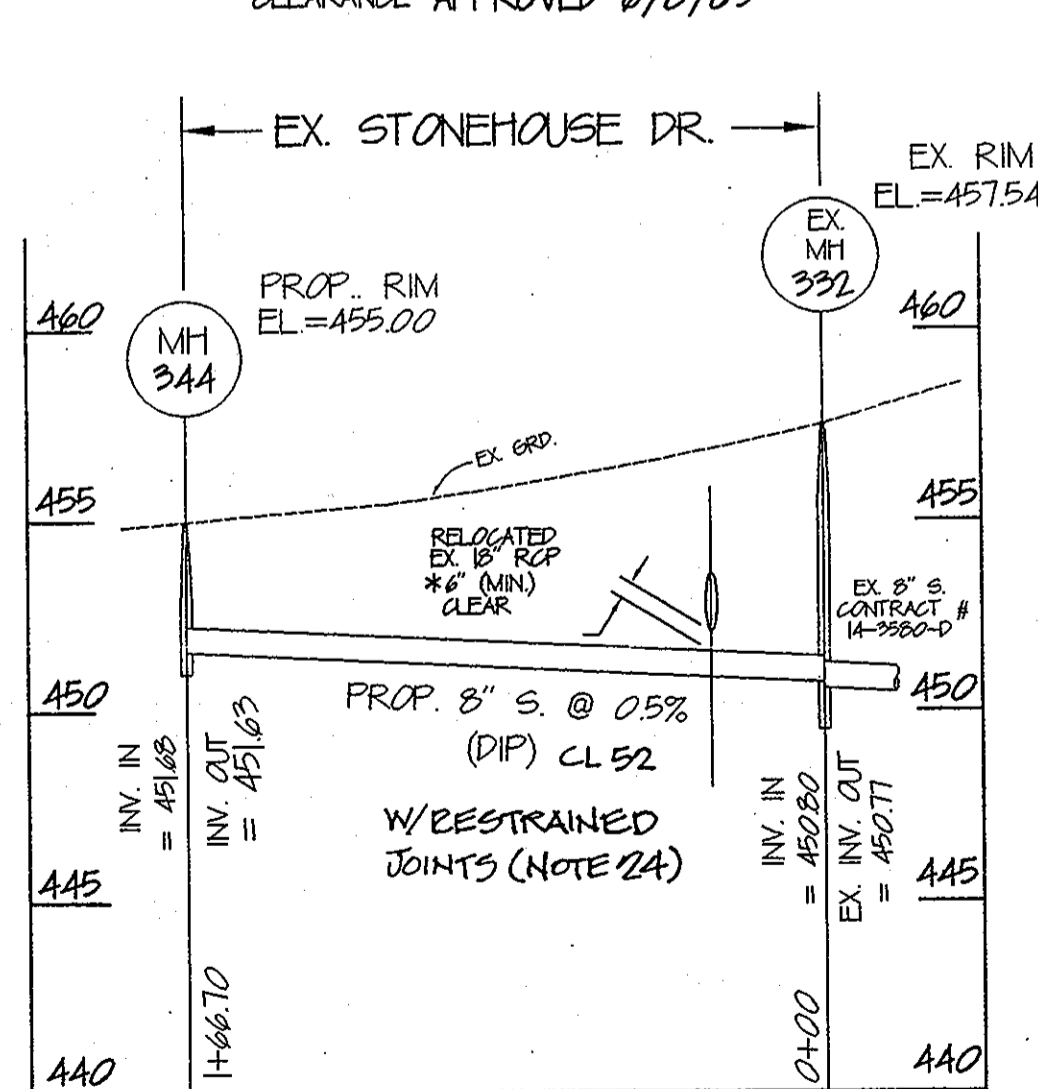 CLEARANCE APPROVED
EX. STONEHOUSE DR.
EX. RIM
EL.=457.54
EX.
MH
332
PROP.. RIM
EL.=455.00
MH
344
460
460
EX. GRD.
455
455
RELOCATED
EX. 18" RCP
*6" (MIN.)
CLEAR
EX. 8" S.
CONTRACT #
14-3580-D
450
450
PROP. 8" S. @ 0.5%
(DIP) CL 52
W/RESTRAINED
JOINTS (NOTE 24)
INV. IN
= 451.68
INV. OUT
= 451.63
INV. IN
= 450.80
EX. INV. OUT
= 450.77
445
445
1+66.70
0+00
440
440